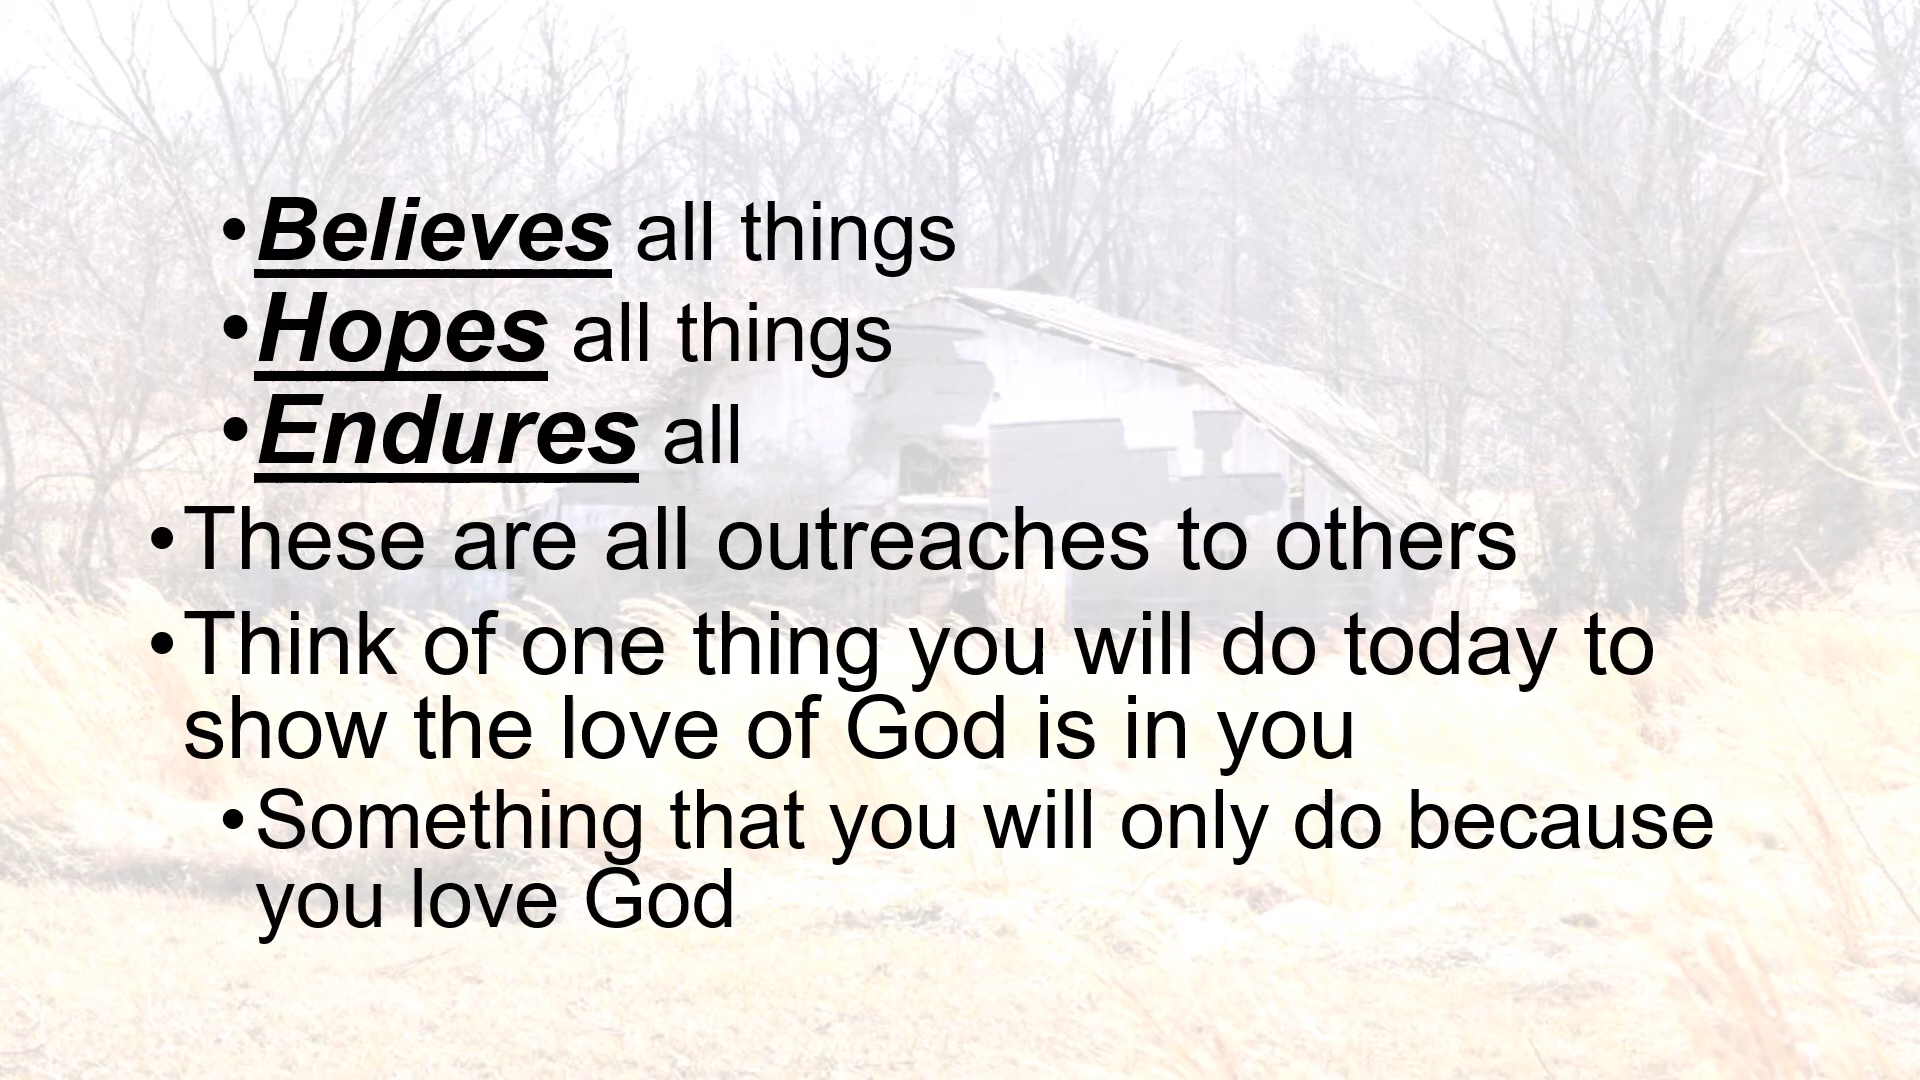 •Believes all things
•Hopes all things
•Endures all
•These are all outreaches to others
•Think of one thing you will do today to
show the love of God is in you
•Something that you will only do because
you love God